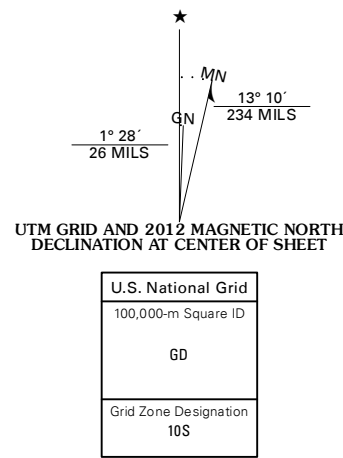 ★
MN
13° 10´
234 MILS
GN
1° 28´
26 MILS
UTM GRID AND 2012 MAGNETIC NORTH
DECLINATION AT CENTER OF SHEET
U.S. National Grid
100,000-m Square ID
GD
Grid Zone Designation
10S